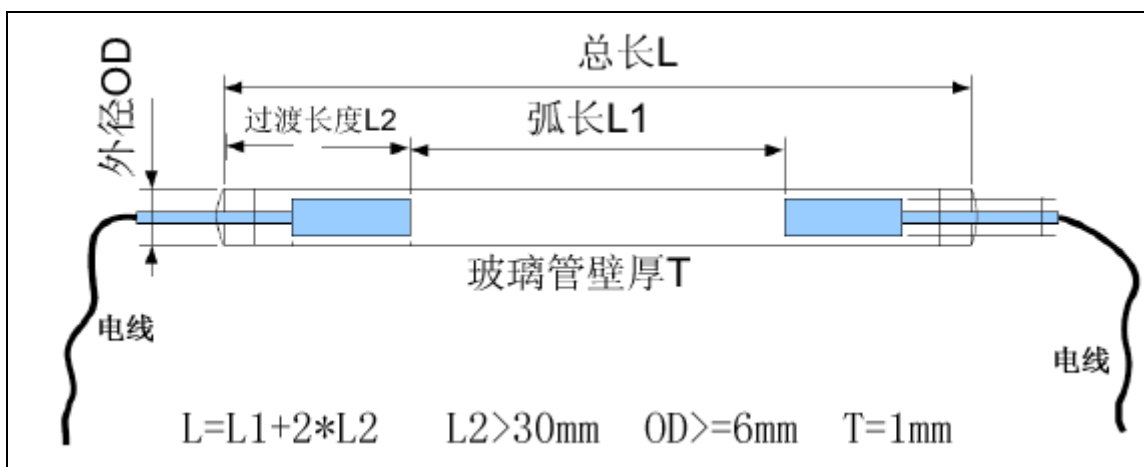 总长L
外径OD
过渡长度L2
弧长L1
玻璃管壁厚T
电线
电线
L=L1+2*L2 L2>30mm OD>=6mm T=1mm